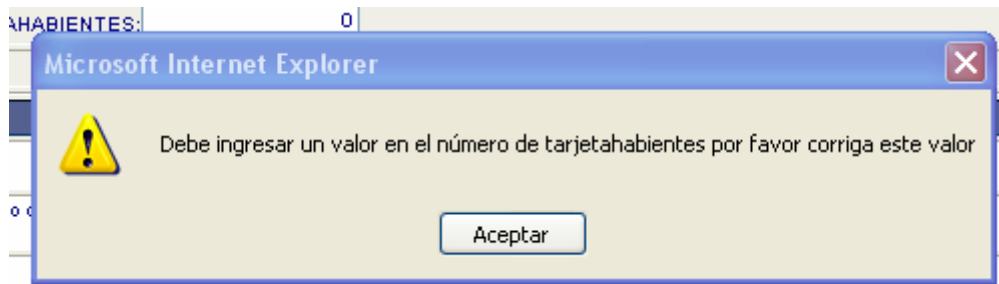 AHABIENTES: 0
Microsoft Internet Explorer
Debe ingresar un valor en el número de tarjetahabientes por favor corriga este valor
Aceptar